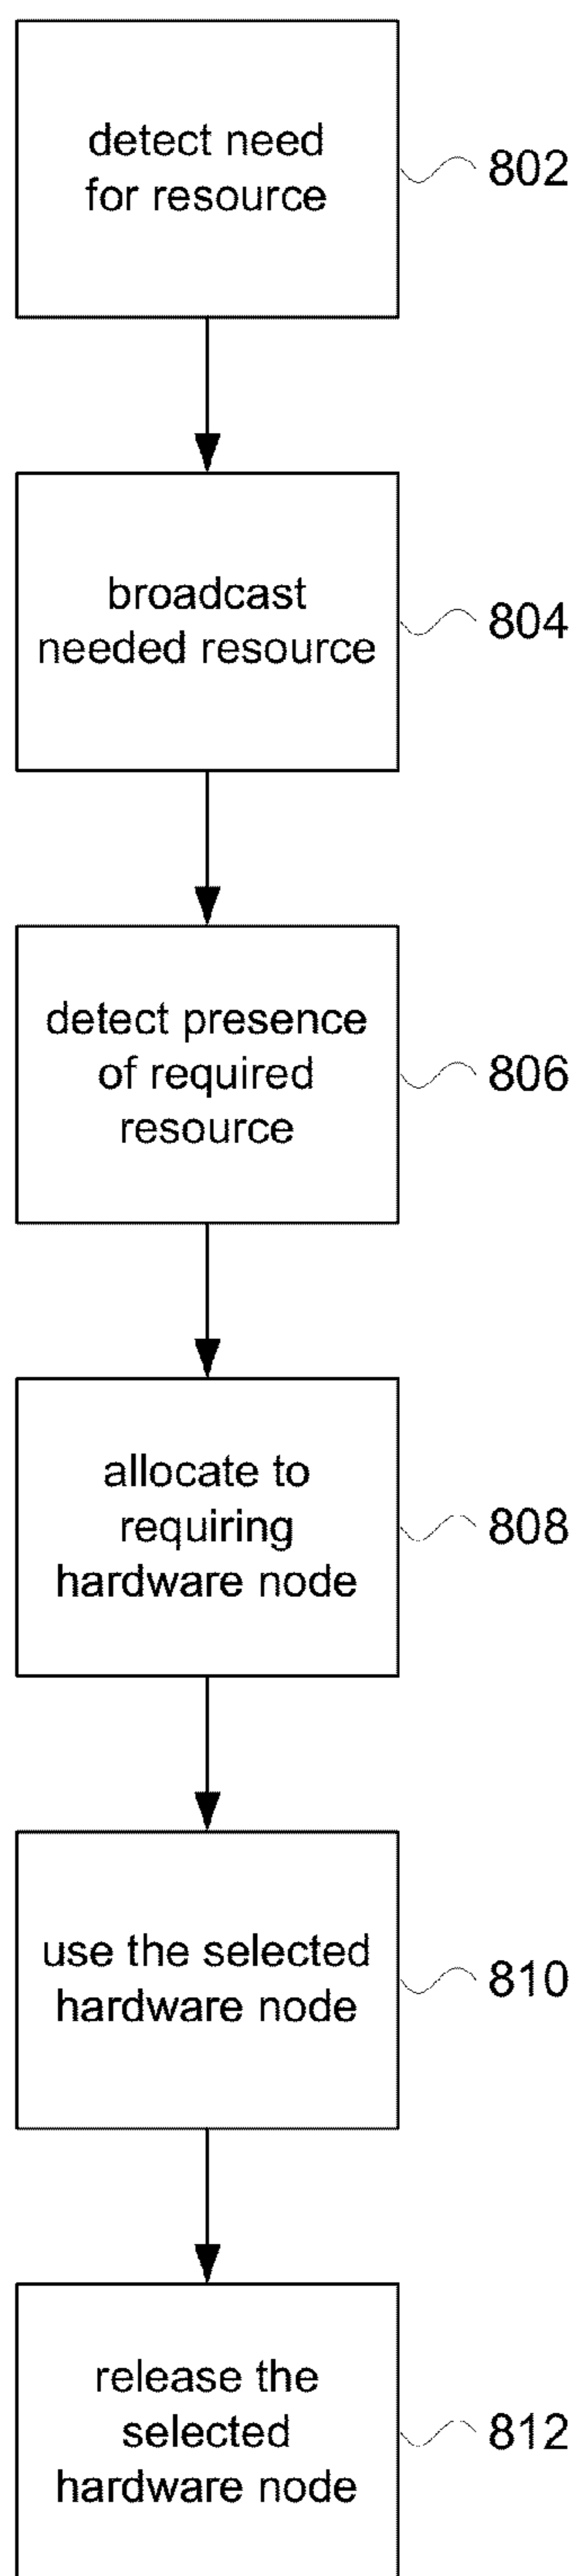 detect need
for resource
802
broadcast
needed resource
804
detect presence
of required
resource
806
allocate to
requiring
hardware node
808
use the selected
hardware node
810
release the
selected
hardware node
812